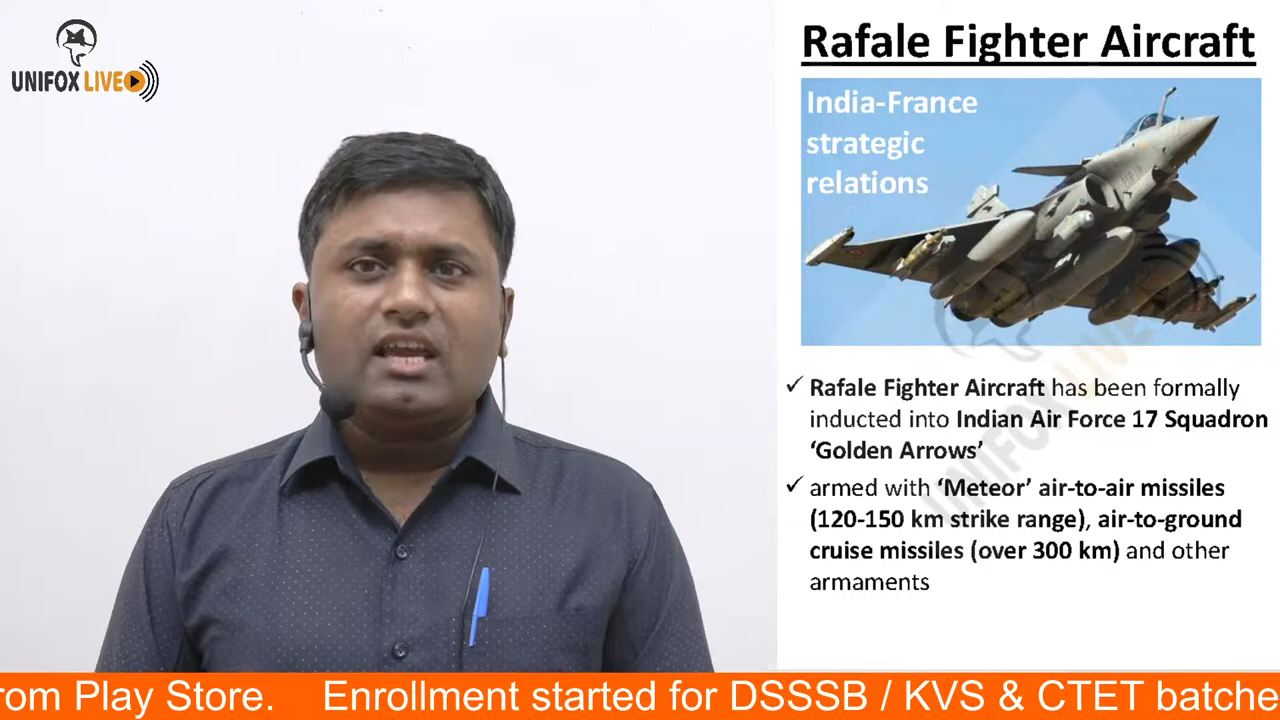 UNIFOX LIVE
Rafale Fighter Aircraft
India-France
strategic
relations
✓ Rafale Fighter Aircraft has been formally
inducted into Indian Air Force 17 Squadron
‘Golden Arrows’
✓ armed with ‘Meteor’ air-to-air missiles
(120-150 km strike range), air-to-ground
cruise missiles (over 300 km) and other
armaments
UNIFOX LIVE
rom Play Store. Enrollment started for DSSSB / KVS & CTET batche